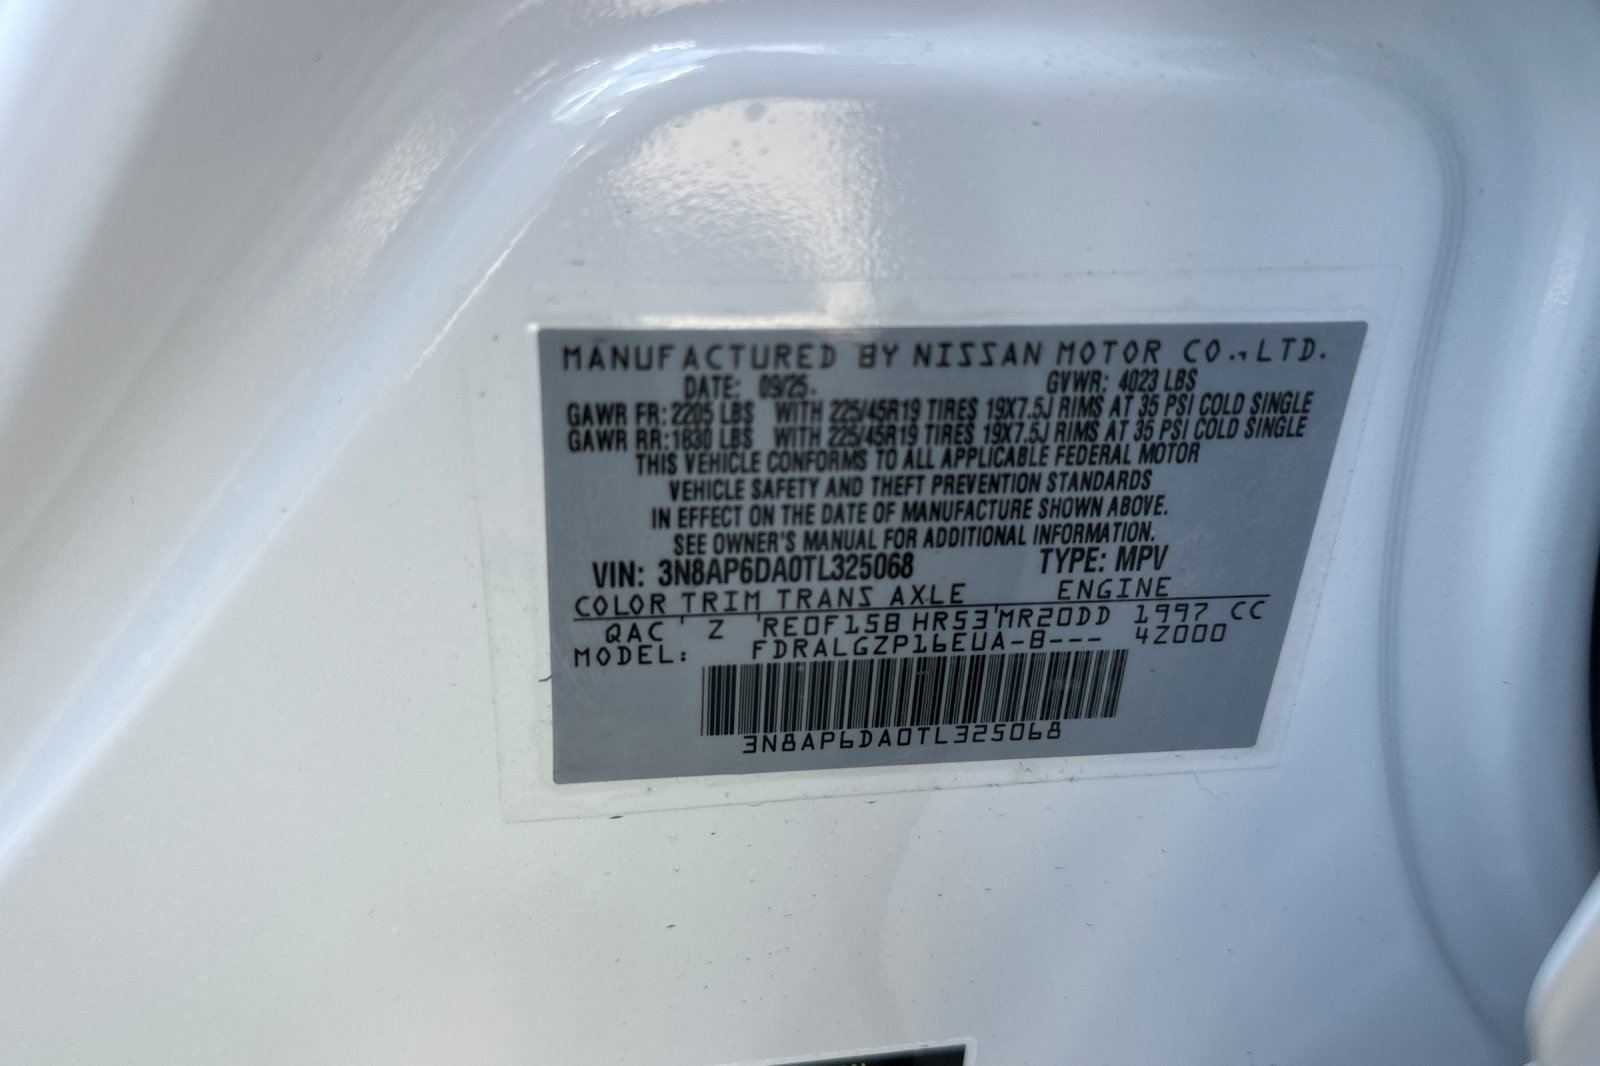 MANUFACTURED BY NISSAN MOTOR CO., LTD.
DATE: 09/25. GVWR: 4023 LBS
GAWR FR: 2205 LBS WITH 225/45R19 TIRES 19X7.5J RIMS AT 35 PSI COLD SINGLE
GAWR RR: 1830 LBS WITH 225/45R19 TIRES 19X7.5J RIMS AT 35 PSI COLD SINGLE
THIS VEHICLE CONFORMS TO ALL APPLICABLE FEDERAL MOTOR
VEHICLE SAFETY AND THEFT PREVENTION STANDARDS
IN EFFECT ON THE DATE OF MANUFACTURE SHOWN ABOVE.
SEE OWNER'S MANUAL FOR ADDITIONAL INFORMATION.
VIN: 3N8AP6DA0TL325068 TYPE: MPV
COLOR TRIM TRANS AXLE ENGINE
QAC ' Z 'RE0F15B HR53'MR20DD 1997 CC
MODEL: FDRALGZP16EUA-B--- 4Z000
3N8AP6DA0TL325068